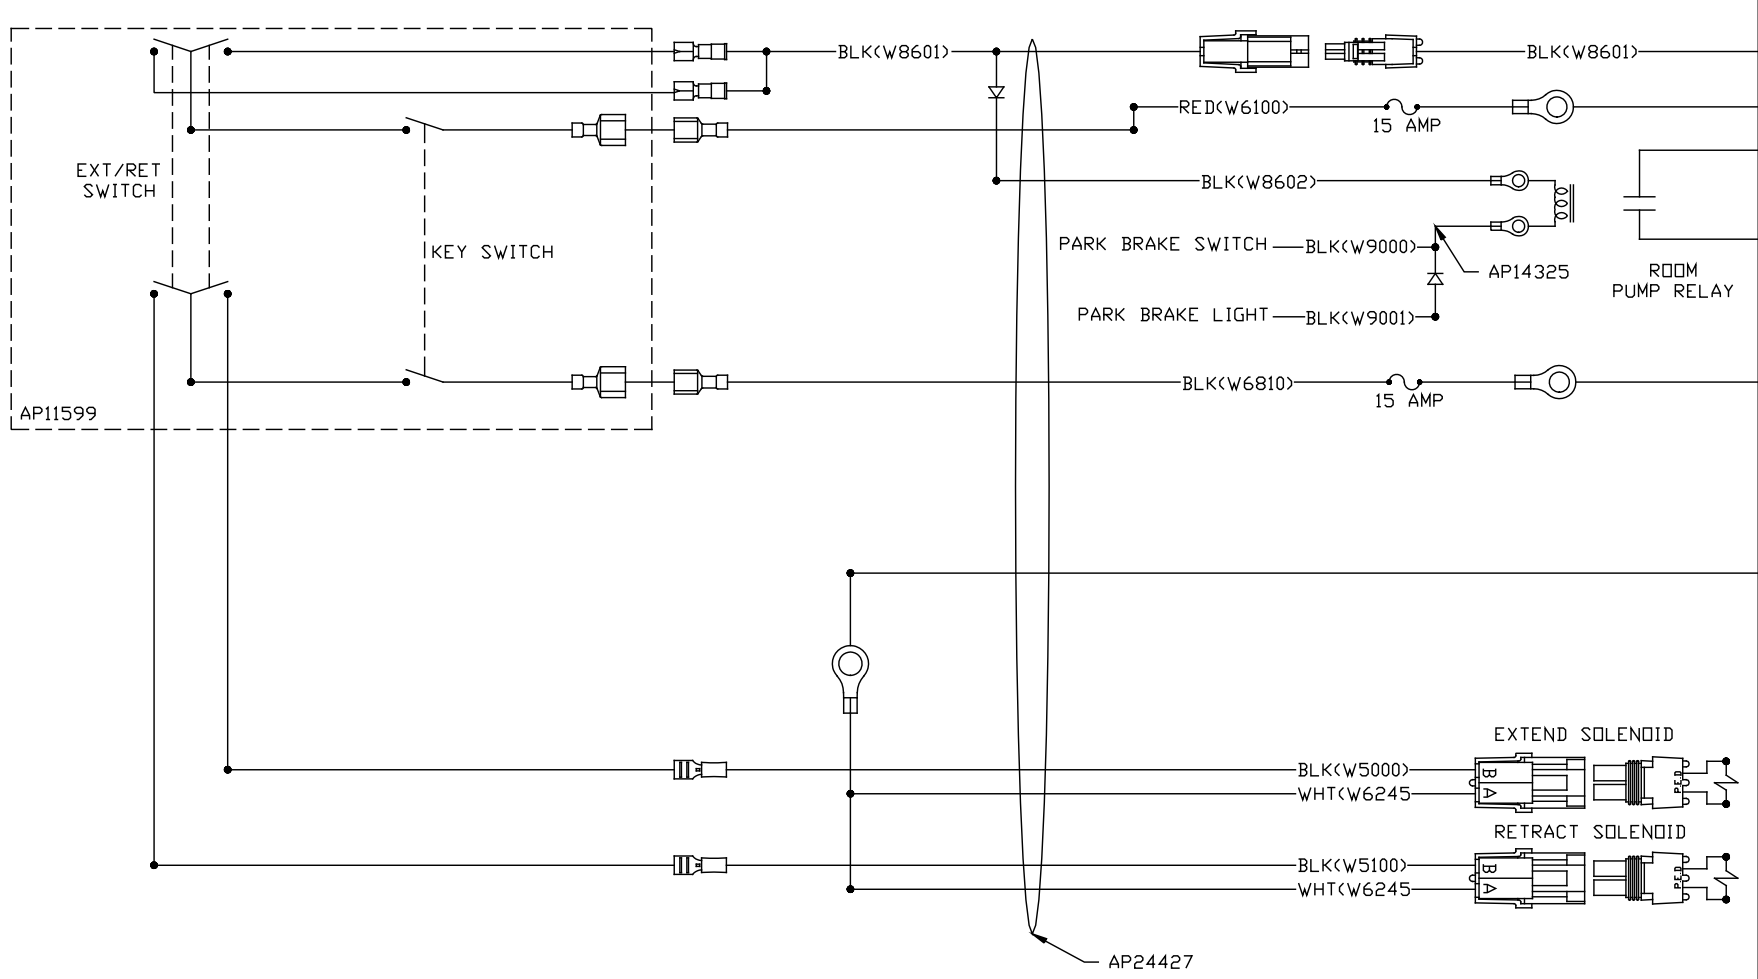 BLK(W8601)
BLK(W8601)
RED(W6100)
15 AMP
EXT/RET
SWITCH
BLK(W8602)
KEY SWITCH
PARK BRAKE SWITCH
BLK(W9000)
AP14325
ROOM
PUMP RELAY
PARK BRAKE LIGHT
BLK(W9001)
BLK(W6810)
15 AMP
AP11599
EXTEND SOLENOID
BLK(W5000)
WHT(W6245
B
A
P.E.D
RETRACT SOLENOID
BLK(W5100)
WHT(W6245
B
A
P.E.D
AP24427